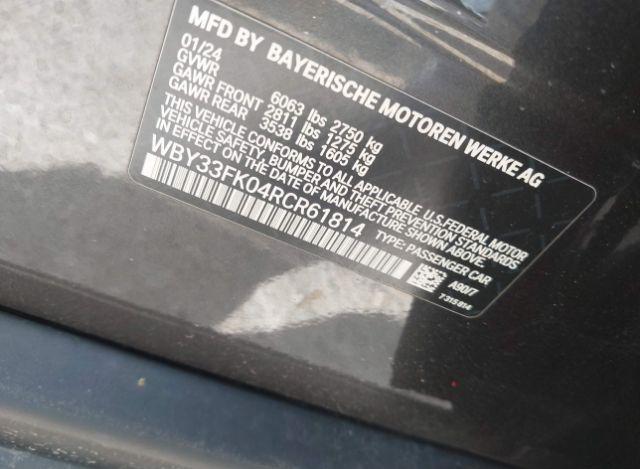 MFD BY BAYERISCHE MOTOREN WERKE AG
01/24
GVWR 6063 lbs 2750 kg
GAWR FRONT 2811 lbs 1275 kg
GAWR REAR 3538 lbs 1605 kg
THIS VEHICLE CONFORMS TO ALL APPLICABLE U.S. FEDERAL MOTOR
VEHICLE SAFETY, BUMPER AND THEFT PREVENTION STANDARDS
IN EFFECT ON THE DATE OF MANUFACTURE SHOWN ABOVE.
WBY33FK04RCR61814 TYPE: PASSENGER CAR
A90/7
T 315 814